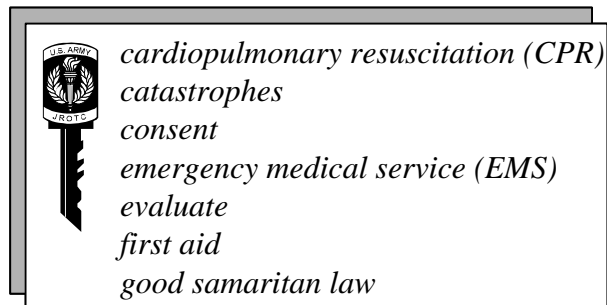 U.S. ARMY
JROTC
cardiopulmonary resuscitation (CPR)
catastrophes
consent
emergency medical service (EMS)
evaluate
first aid
good samaritan law